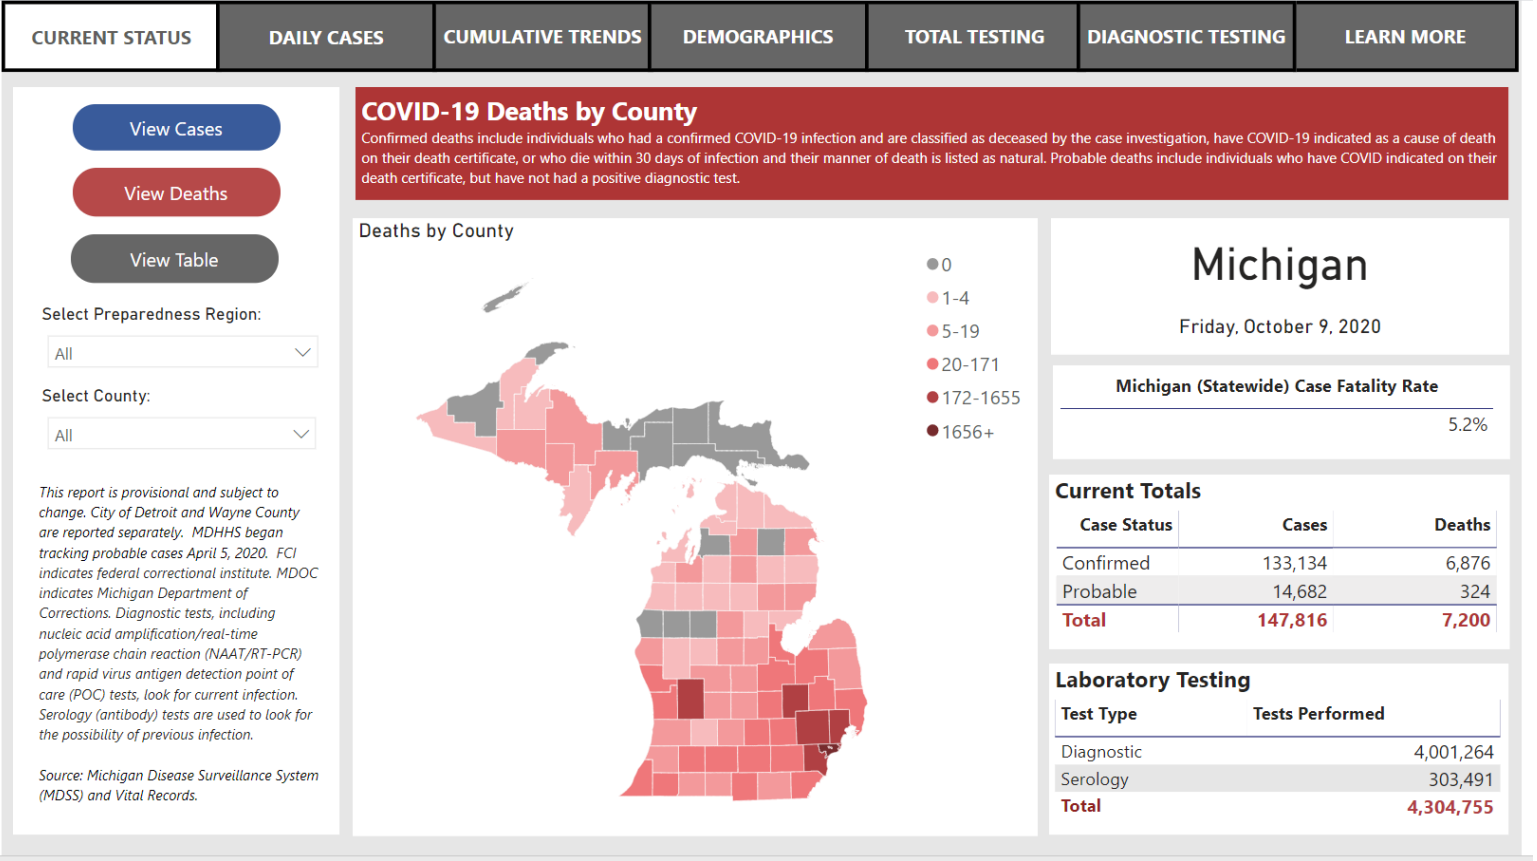 CURRENT STATUS
DAILY CASES
CUMULATIVE TRENDS
DEMOGRAPHICS
TOTAL TESTING
DIAGNOSTIC TESTING
LEARN MORE
View Cases
View Deaths
View Table
Select Preparedness Region:
All
Select County:
All
This report is provisional and subject to
change. City of Detroit and Wayne County
are reported separately.  MDHHS began
tracking probable cases April 5, 2020.  FCI
indicates federal correctional institute. MDOC
indicates Michigan Department of
Corrections. Diagnostic tests, including
nucleic acid amplification/real-time
polymerase chain reaction (NAAT/RT-PCR)
and rapid virus antigen detection point of
care (POC) tests, look for current infection.
Serology (antibody) tests are used to look for
the possibility of previous infection.
Source: Michigan Disease Surveillance System
(MDSS) and Vital Records.
COVID-19 Deaths by County
Confirmed deaths include individuals who had a confirmed COVID-19 infection and are classified as deceased by the case investigation, have COVID-19 indicated as a cause of death
on their death certificate, or who die within 30 days of infection and their manner of death is listed as natural. Probable deaths include individuals who have COVID indicated on their
death certificate, but have not had a positive diagnostic test.
Deaths by County
0
1-4
5-19
20-171
172-1655
1656+
Michigan
Friday, October 9, 2020
Michigan (Statewide) Case Fatality Rate
5.2%
Current Totals
Case Status Cases Deaths
Confirmed 133,134 6,876
Probable 14,682 324
Total 147,816 7,200
Laboratory Testing
Test Type Tests Performed
Diagnostic 4,001,264
Serology 303,491
Total 4,304,755